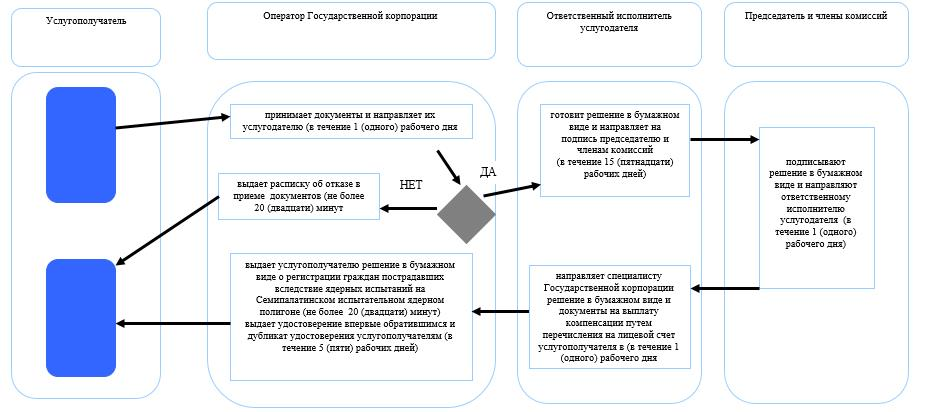 Услугополучатель
Оператор Государственной корпорации
Ответственный исполнитель
услугодателя
Председатель и члены комиссий
принимает документы и направляет их
услугодателю (в течение 1 (одного) рабочего дня
готовит решение в бумажном
виде и направляет на
подпись председателю и
членам комиссий
(в течение 15 (пятнадцати)
рабочих дней)
подписывают
решение в бумажном
виде и направляют
ответственному
исполнителю
услугодателя (в
течение 1 (одного)
рабочего дня)
ДА
НЕТ
выдает расписку об отказе в
приеме документов (не более
20 (двадцати) минут
выдает услугополучателю решение в бумажном
виде о регистрации граждан пострадавших
вследствие ядерных испытаний на
Семипалатинском испытательном ядерном
полигоне (не более 20 (двадцати) минут)
выдает удостоверение впервые обратившимся и
дубликат удостоверения услугополучателям (в
течение 5 (пяти) рабочих дней)
направляет специалисту
Государственной корпорации
решение в бумажном виде и
документы на выплату
компенсации путем
перечисления на лицевой счет
услугополучателя в (в течение 1
(одного) рабочего дня